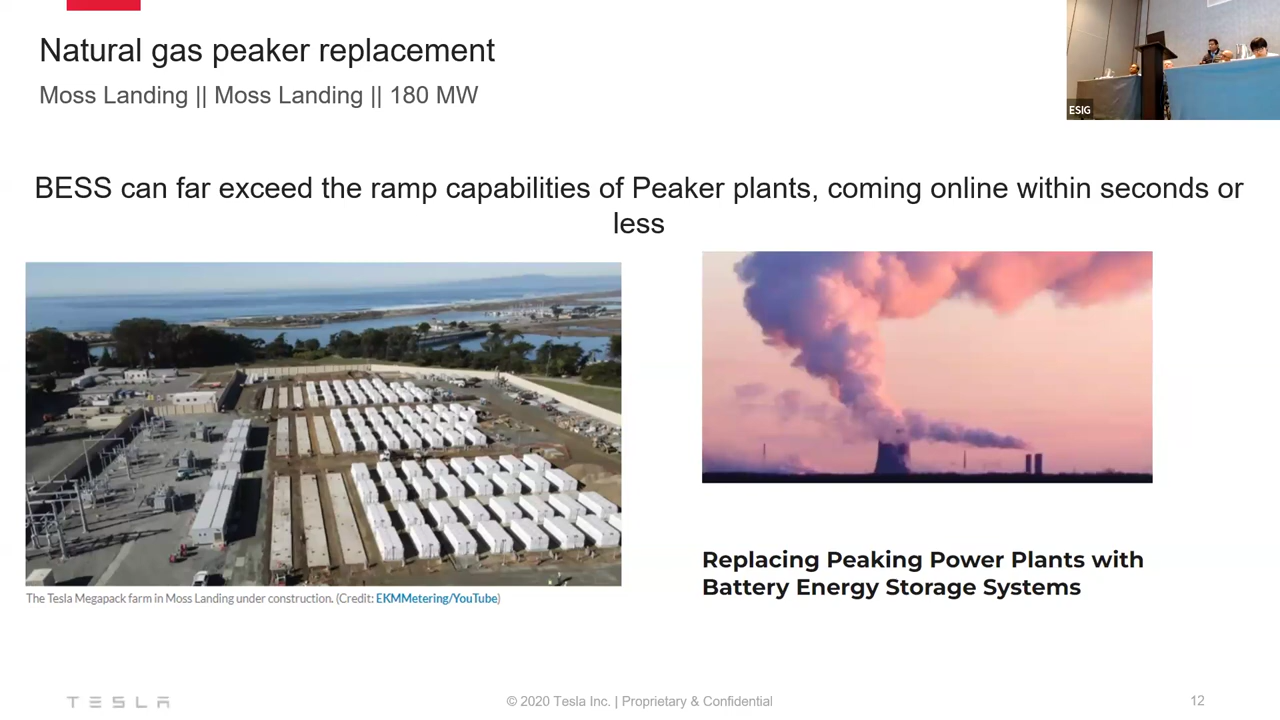 Natural gas peaker replacement
Moss Landing || Moss Landing || 180 MW
ESIG
BESS can far exceed the ramp capabilities of Peaker plants, coming online within seconds or
less
The Tesla Megapack farm in Moss Landing under construction. (Credit: EKMMetering/YouTube)
Replacing Peaking Power Plants with
Battery Energy Storage Systems
TESLA
© 2020 Tesla Inc. | Proprietary & Confidential
12